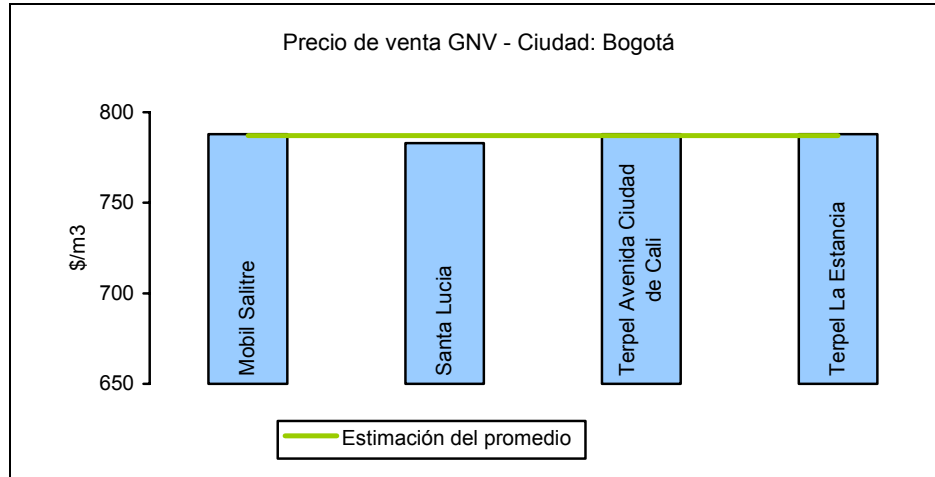 Precio de venta GNV - Ciudad: Bogotá
800
750
700
650
$/m3
Mobil Salitre
Santa Lucia
Terpel Avenida Ciudad
de Cali
Terpel La Estancia
Estimación del promedio